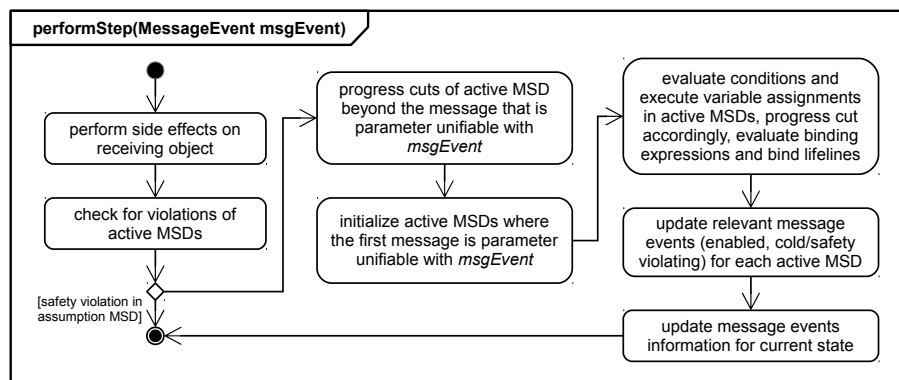 performStep(MessageEvent msgEvent)
perform side effects on
receiving object
check for violations of
active MSDs
[safety violation in
assumption MSD]
progress cuts of active MSD
beyond the message that is
parameter unifiable with
msgEvent
initialize active MSDs where
the first message is parameter
unifiable with msgEvent
evaluate conditions and
execute variable assignments
in active MSDs, progress cut
accordingly, evaluate binding
expressions and bind lifelines
update relevant message
events (enabled, cold/safety
violating) for each active MSD
update message events
information for current state